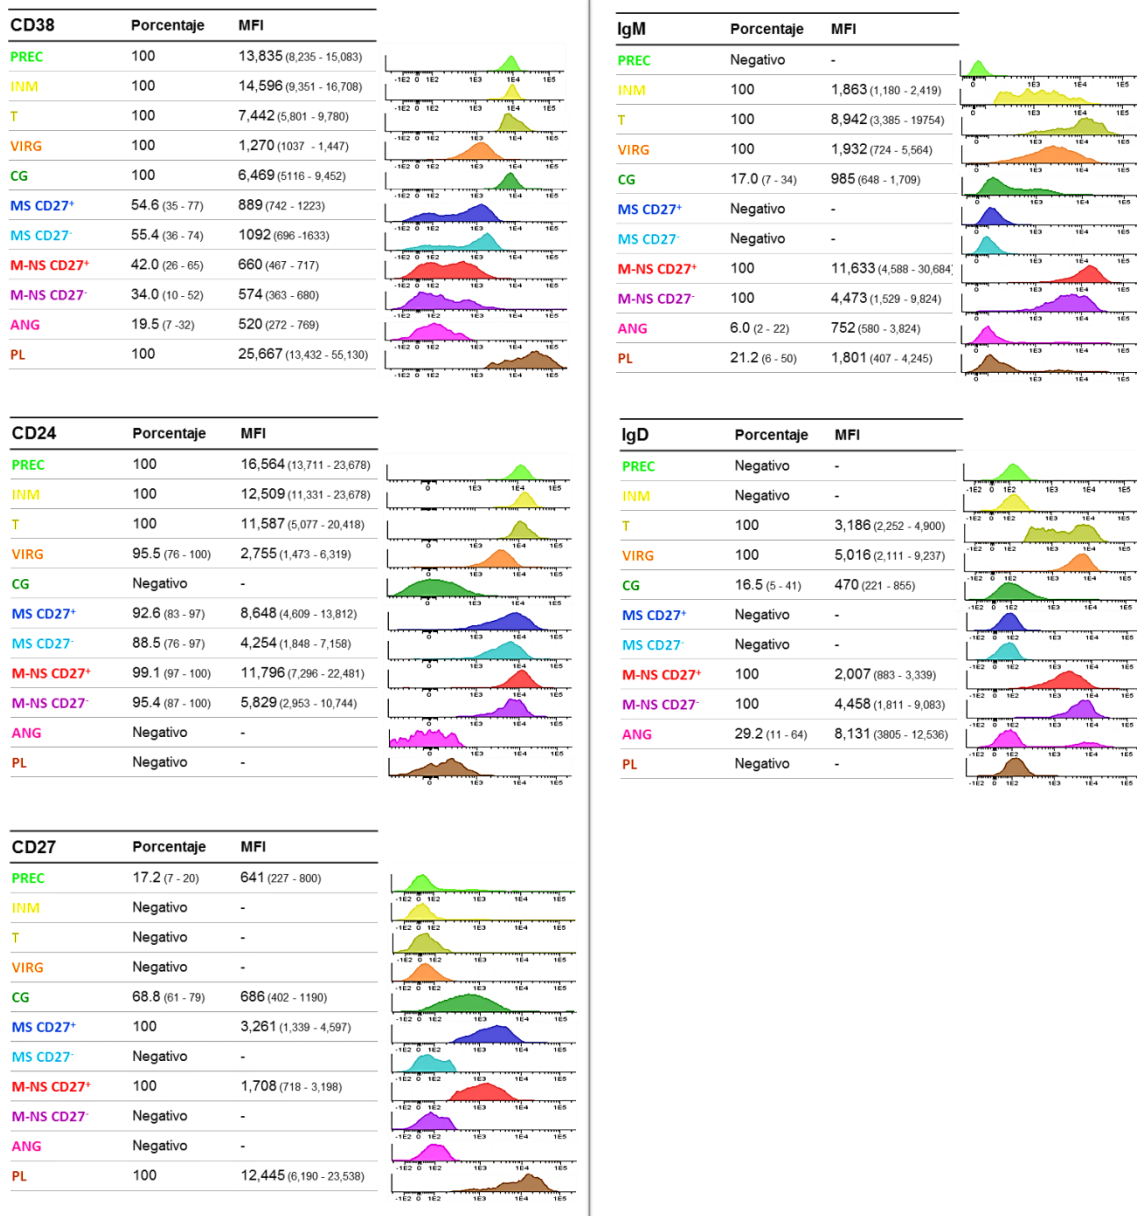 CD38 Porcentaje MFI
PREC 100 13,835 (8,235 - 15,083)
INM 100 14,596 (9,351 - 16,708)
T 100 7,442 (5,801 - 9,780)
VIRG 100 1,270 (1037 - 1,447)
CG 100 6,469 (5116 - 9,452)
MS CD27+ 54.6 (35 - 77) 889 (742 - 1223)
MS CD27- 55.4 (36 - 74) 1092 (696 -1633)
M-NS CD27+ 42.0 (26 - 65) 660 (467 - 717)
M-NS CD27- 34.0 (10 - 52) 574 (363 - 680)
ANG 19.5 (7 -32) 520 (272 - 769)
PL 100 25,667 (13,432 - 55,130)
CD24 Porcentaje MFI
PREC 100 16,564 (13,711 - 23,678)
INM 100 12,509 (11,331 - 23,678)
T 100 11,587 (5,077 - 20,418)
VIRG 95.5 (76 - 100) 2,755 (1,473 - 6,319)
CG Negativo -
MS CD27+ 92.6 (83 - 97) 8,648 (4,609 - 13,812)
MS CD27- 88.5 (76 - 97) 4,254 (1,848 - 7,158)
M-NS CD27+ 99.1 (97 - 100) 11,796 (7,296 - 22,481)
M-NS CD27- 95.4 (87 - 100) 5,829 (2,953 - 10,744)
ANG Negativo -
PL Negativo -
CD27 Porcentaje MFI
PREC 17.2 (7 - 20) 641 (227 - 800)
INM Negativo -
T Negativo -
VIRG Negativo -
CG 68.8 (61 - 79) 686 (402 - 1190)
MS CD27+ 100 3,261 (1,339 - 4,597)
MS CD27- Negativo -
M-NS CD27+ 100 1,708 (718 - 3,198)
M-NS CD27- Negativo -
ANG Negativo -
PL 100 12,445 (6,190 - 23,538)
IgM Porcentaje MFI
PREC Negativo -
INM 100 1,863 (1,180 - 2,419)
T 100 8,942 (3,385 - 19754)
VIRG 100 1,932 (724 - 5,564)
CG 17.0 (7 - 34) 985 (648 - 1,709)
MS CD27+ Negativo -
MS CD27- Negativo -
M-NS CD27+ 100 11,633 (4,588 - 30,684)
M-NS CD27- 100 4,473 (1,529 - 9,824)
ANG 6.0 (2 - 22) 752 (580 - 3,824)
PL 21.2 (6 - 50) 1,801 (407 - 4,245)
IgD Porcentaje MFI
PREC Negativo -
INM Negativo -
T 100 3,186 (2,252 - 4,900)
VIRG 100 5,016 (2,111 - 9,237)
CG 16.5 (5 - 41) 470 (221 - 855)
MS CD27+ Negativo -
MS CD27- Negativo -
M-NS CD27+ 100 2,007 (883 - 3,339)
M-NS CD27- 100 4,458 (1,811 - 9,083)
ANG 29.2 (11 - 64) 8,131 (3805 - 12,536)
PL Negativo -